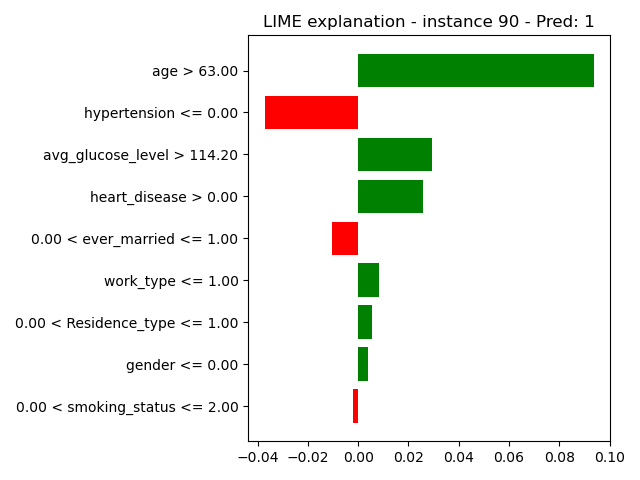 LIME explanation - instance 90 - Pred: 1
age > 63.00
hypertension <= 0.00
avg_glucose_level > 114.20
heart_disease > 0.00
0.00 < ever_married <= 1.00
work_type <= 1.00
0.00 < Residence_type <= 1.00
gender <= 0.00
0.00 < smoking_status <= 2.00
−0.04 −0.02 0.00 0.02 0.04 0.06 0.08 0.10